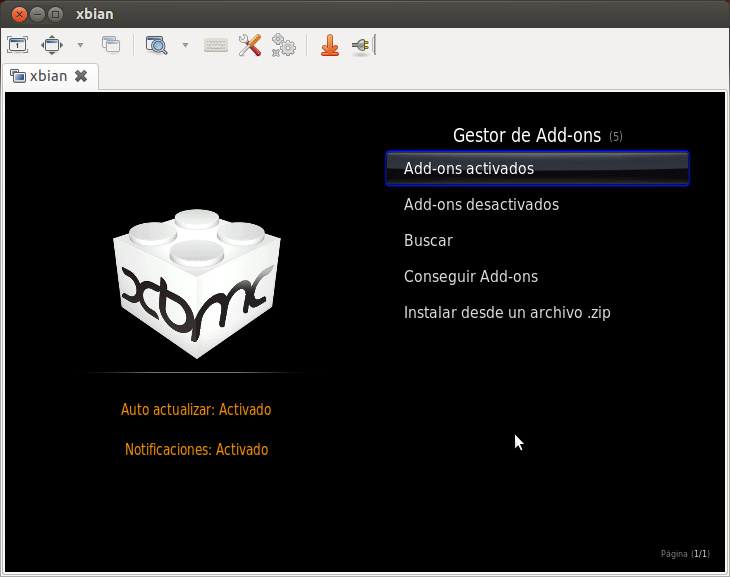 xbian
xbian
Gestor de Add-ons (5)
Add-ons activados
Add-ons desactivados
Buscar
Conseguir Add-ons
Instalar desde un archivo .zip
xbmc
Auto actualizar: Activado
Notificaciones: Activado
Página (1/1)